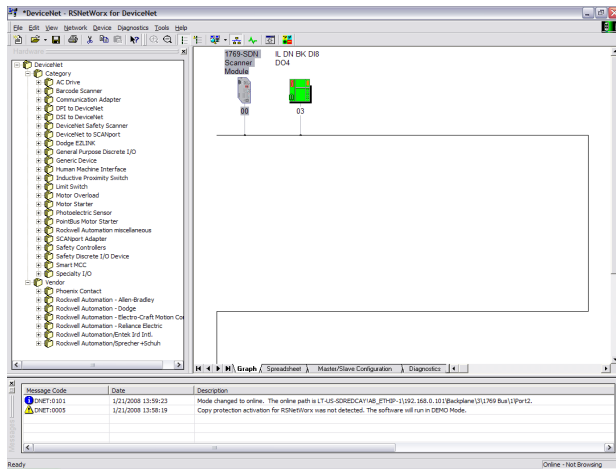 *DeviceNet - RSNetWorx for DeviceNet
File Edit View Network Device Diagnostics Tools Help
Hardware
DeviceNet
Category
AC Drive
Barcode Scanner
Communication Adapter
DPI to DeviceNet
DSI to DeviceNet
DeviceNet Safety Scanner
DeviceNet to SCANport
Dodge EZLINK
General Purpose Discrete I/O
Generic Device
Human Machine Interface
Inductive Proximity Switch
Limit Switch
Motor Overload
Motor Starter
Photoelectric Sensor
PointBus Motor Starter
Rockwell Automation miscellaneous
SCANport Adapter
Safety Controllers
Safety Discrete I/O Device
Smart MCC
Specialty I/O
Vendor
Phoenix Contact
Rockwell Automation - Allen-Bradley
Rockwell Automation - Dodge
Rockwell Automation - Electro-Craft Motion Cor
Rockwell Automation - Reliance Electric
Rockwell Automation/Entek Ird Intl.
Rockwell Automation/Sprecher+Schuh
1769-SDN
Scanner
Module
00
IL DN BK DI8
DO4
03
Graph Spreadsheet Master/Slave Configuration Diagnostics
Message Code Date Description
DNET:0101 1/21/2008 13:59:23 Mode changed to online. The online path is LT-US-SDREDCAY!AB_ETHIP-1\192.168.0.101\Backplane\3\1769 Bus\1\Port2.
DNET:0005 1/21/2008 13:58:19 Copy protection activation for RSNetWorx was not detected. The software will run in DEMO Mode.
Ready
Online - Not Browsing